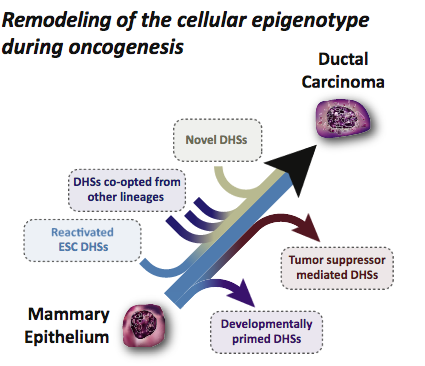 Remodeling of the cellular epigenotype
during oncogenesis
Ductal
Carcinoma
Novel DHSs
DHSs co-opted from
other lineages
Reactivated
ESC DHSs
Tumor suppressor
mediated DHSs
Mammary
Epithelium
Developmentally
primed DHSs